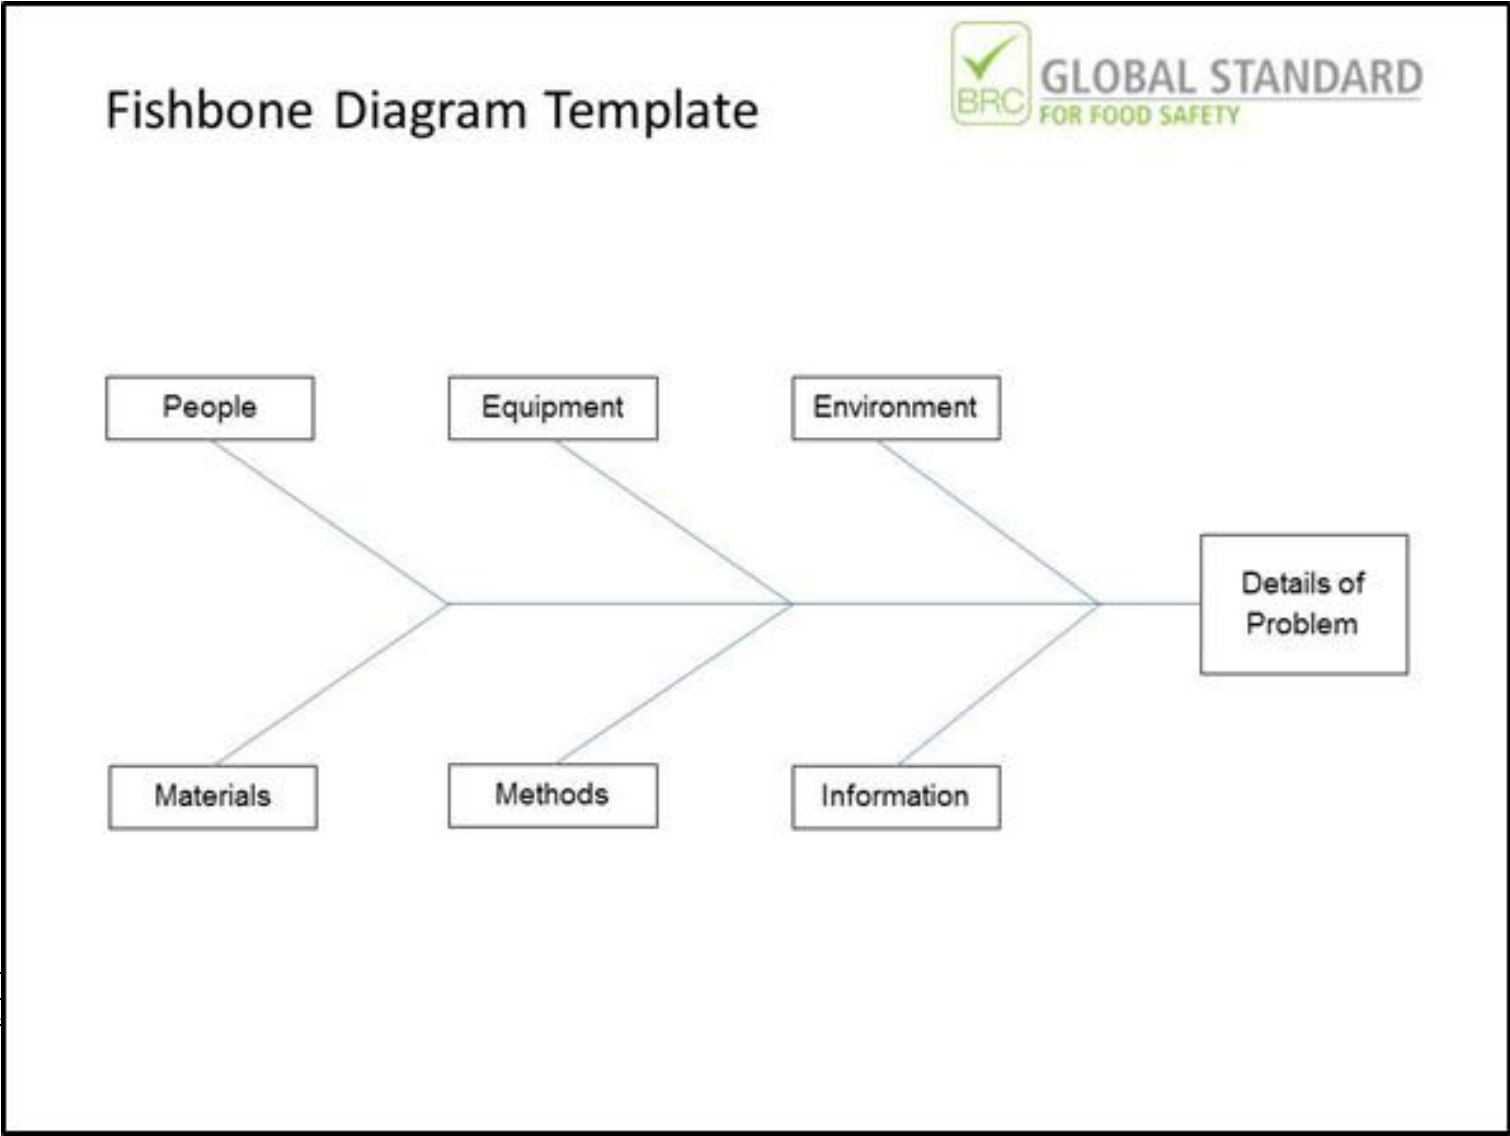 Fishbone Diagram Template
BRC
GLOBAL STANDARD
FOR FOOD SAFETY
People
Equipment
Environment
Details of
Problem
Materials
Methods
Information